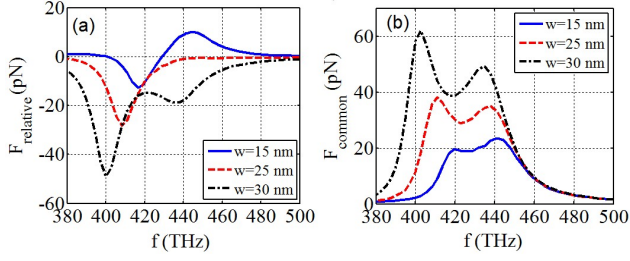 (a)
F relative (pN)
20
0
-20
-40
-60
380 400 420 440 460 480 500
f (THz)
w=15 nm
w=25 nm
w=30 nm
(b)
F common (pN)
60
40
20
0
380 400 420 440 460 480 500
f (THz)
w=15 nm
w=25 nm
w=30 nm